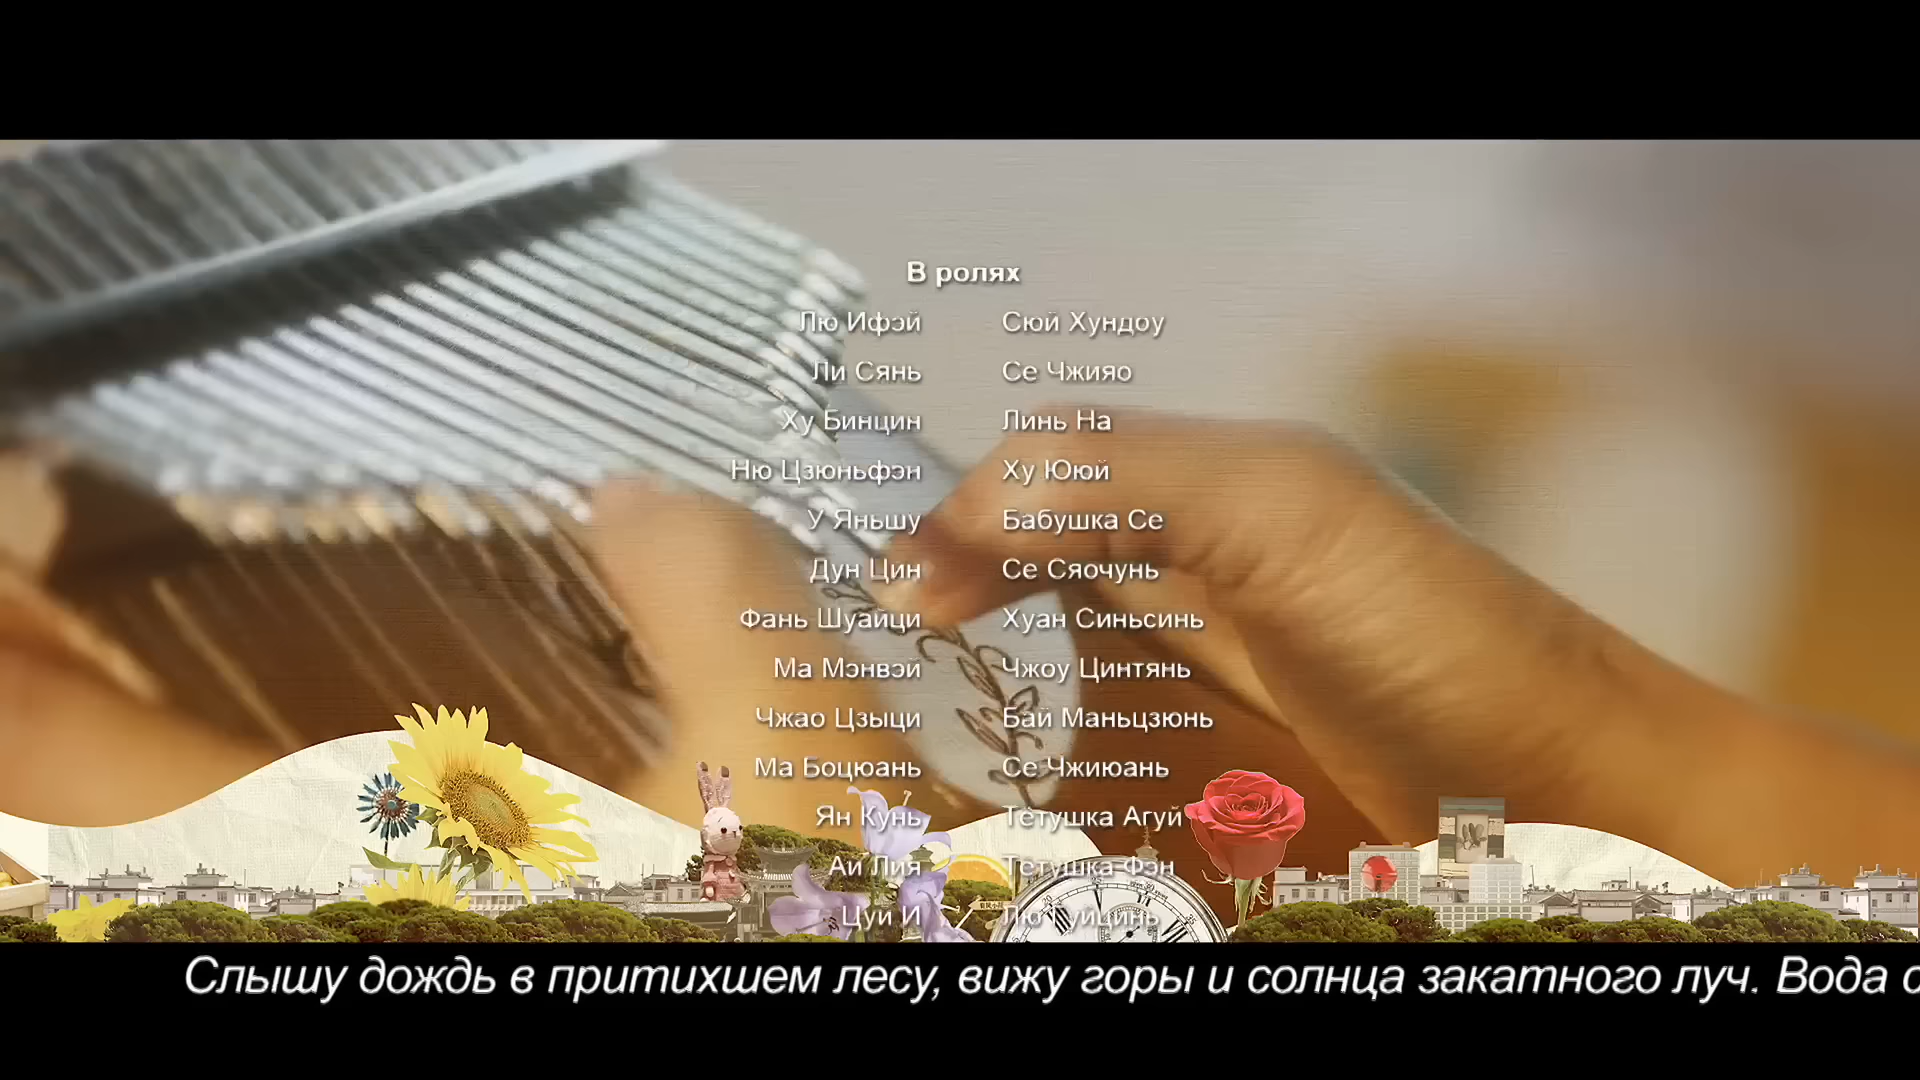 В ролях
Лю Ифэй Сюй Хундоу
Ли Сянь Се Чжияо
Ху Бинцин Линь На
Ню Цзюньфэн Ху Ююй
У Яньшу Бабушка Се
Дун Цин Се Сяочунь
Фань Шуайци Хуан Синьсинь
Ма Мэнвэй Чжоу Цинтянь
Чжао Цзыци Бай Маньцзюнь
Ма Боцюань Се Чжиюань
Ян Кунь Тётушка Агуй
Аи Лия Тётушка Фэн
Цуи И Лю
Слышу дождь в притихшем лесу, вижу горы и солнца закатного луч. Вода